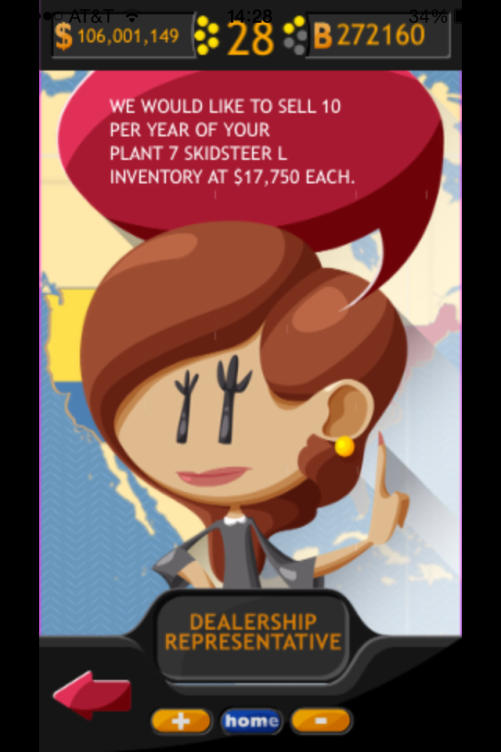 AT&T 14:28 34%
$ 106,001,149 28 B 272160
WE WOULD LIKE TO SELL 10
PER YEAR OF YOUR
PLANT 7 SKIDSTEER L
INVENTORY AT $17,750 EACH.
DEALERSHIP
REPRESENTATIVE
+ home -